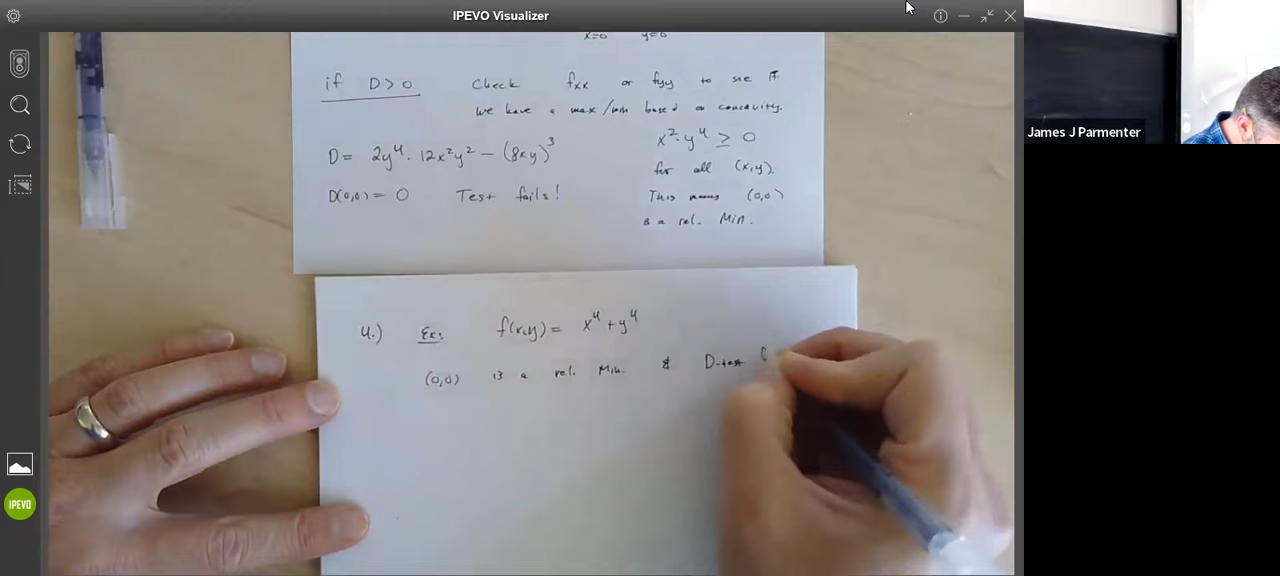 IPEVO Visualizer
x=0 y=0
if D > 0 Check fxx or fyy to see if
we have a max/min based on concavity.
D = 2y⁴ · 12x²y² − (8xy)³
x² · y⁴ ≥ 0
for all (x,y).
D(0,0) = 0 Test fails!
This means (0,0)
is a rel. Min.
4.) Ex: f(x,y) = x⁴ + y⁴
(0,0) is a rel. Min. & D-test
James J Parmenter
IPEVO